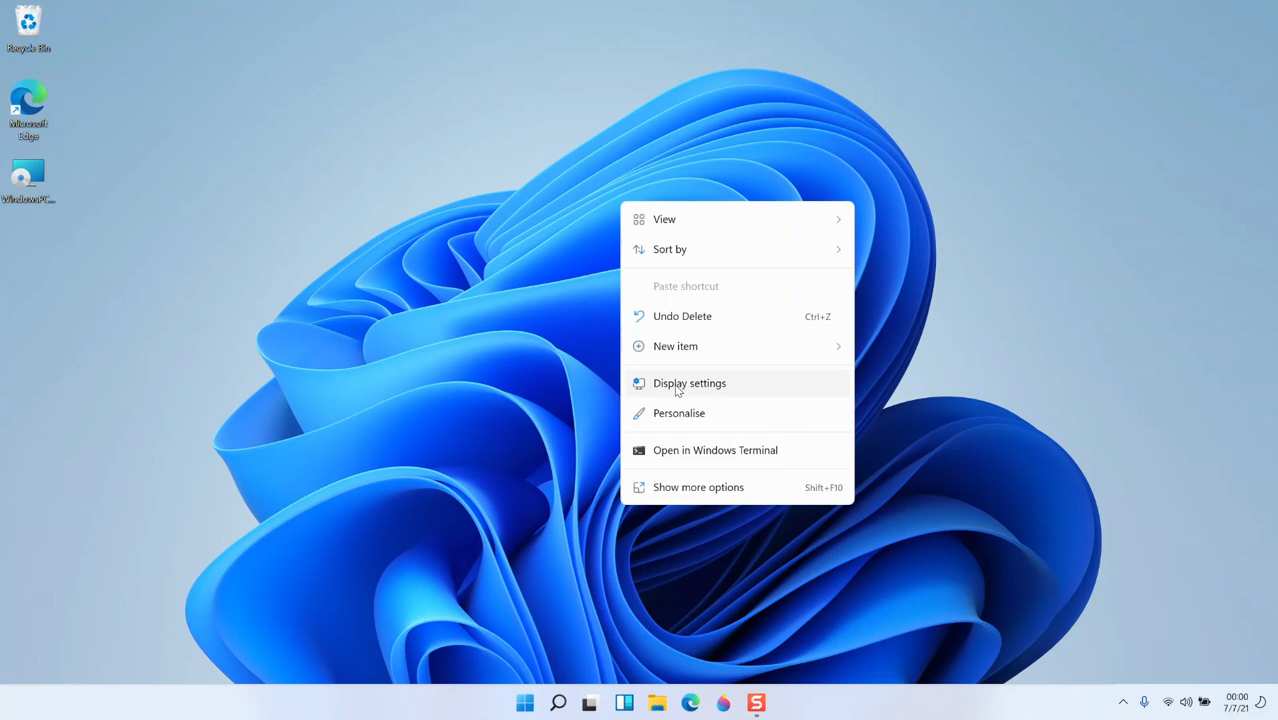 Recycle Bin
Microsoft
Edge
WindowsPC...
View
Sort by
Paste shortcut
Undo Delete Ctrl+Z
New item
Display settings
Personalise
Open in Windows Terminal
Show more options Shift+F10
S
00:00
7/7/21